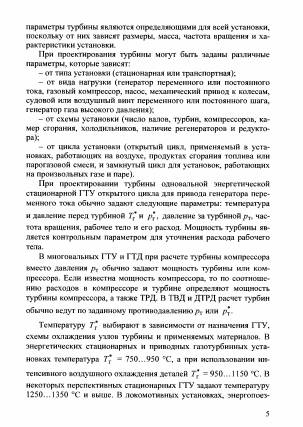 параметры турбины являются определяющими для всей установки,
поскольку от них зависят размеры, масса, частота вращения и ха-
рактеристики установки.
При проектировании турбины могут быть заданы различные
параметры, которые зависят:
– от типа установки (стационарная или транспортная);
– от вида нагрузки (генератор переменного или постоянного
тока, газовый компрессор, насос, механический привод к колесам,
судовой или воздушный винт переменного или постоянного шага,
генератор газа высокого давления);
– от схемы установки (число валов, турбин, компрессоров, ка-
мер сгорания, холодильников, наличие регенераторов и редукто-
ра);
– от цикла установки (открытый цикл, применяемый в уста-
новках, работающих на воздухе, продуктах сгорания топлива или
парогазовой смеси, и замкнутый цикл для установок, работающих
на произвольных газе и паре).
При проектировании турбины одновальной энергетической
стационарной ГТУ открытого цикла для привода генератора пере-
менного тока обычно задают следующие параметры: температура
и давление перед турбиной T_г^* и p_г^*, давление за турбиной p_т, час-
тота вращения, рабочее тело и его расход. Мощность турбины яв-
ляется контрольным параметром для уточнения расхода рабочего
тела.
В многовальных ГТУ и ГТД при расчете турбины компрессора
вместо давления p_т обычно задают мощность турбины или ком-
прессора. Если известна мощность компрессора, то по соотноше-
нию расходов в компрессоре и турбине определяют мощность
турбины компрессора, а также ТРД. В ТВД и ДТРД расчет турбин
обычно ведут по заданному противодавлению p_т или p_т^*.
Температуру T_г^* выбирают в зависимости от назначения ГТУ,
схемы охлаждения узлов турбины и применяемых материалов. В
энергетических стационарных и приводных газотурбинных уста-
новках температура T_г^* = 750...950 °С, а при использовании ин-
тенсивного воздушного охлаждения деталей T_г^* = 950...1150 °С. В
некоторых перспективных стационарных ГТУ задают температуру
1250...1350 °С и выше. В локомотивных установках, энергопоез-
5